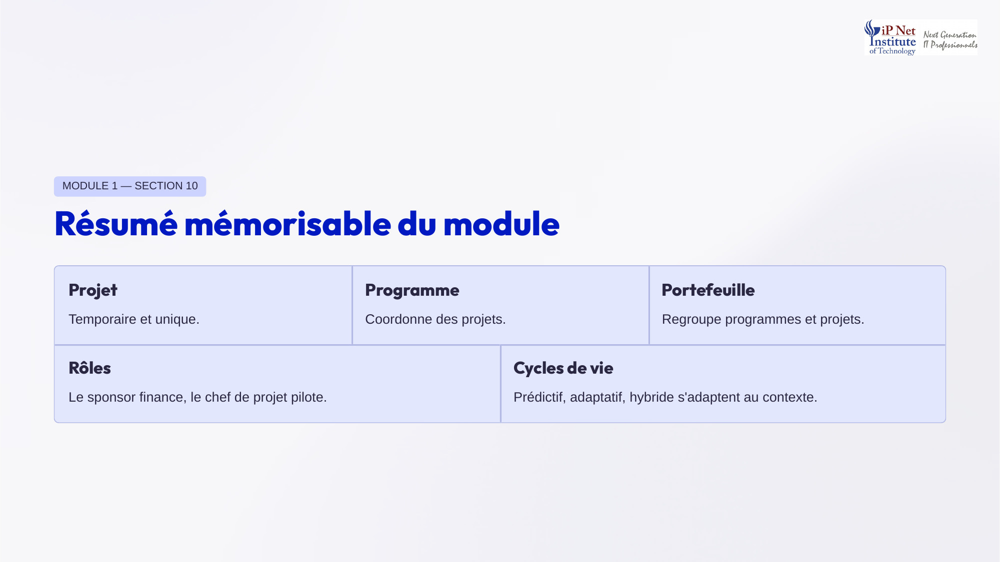 iP Net
Institute
of Technology
Next Generation
IT Professionnels
MODULE 1 — SECTION 10
Résumé mémorisable du module
Projet
Temporaire et unique.
Programme
Coordonne des projets.
Portefeuille
Regroupe programmes et projets.
Rôles
Le sponsor finance, le chef de projet pilote.
Cycles de vie
Prédictif, adaptatif, hybride s'adaptent au contexte.